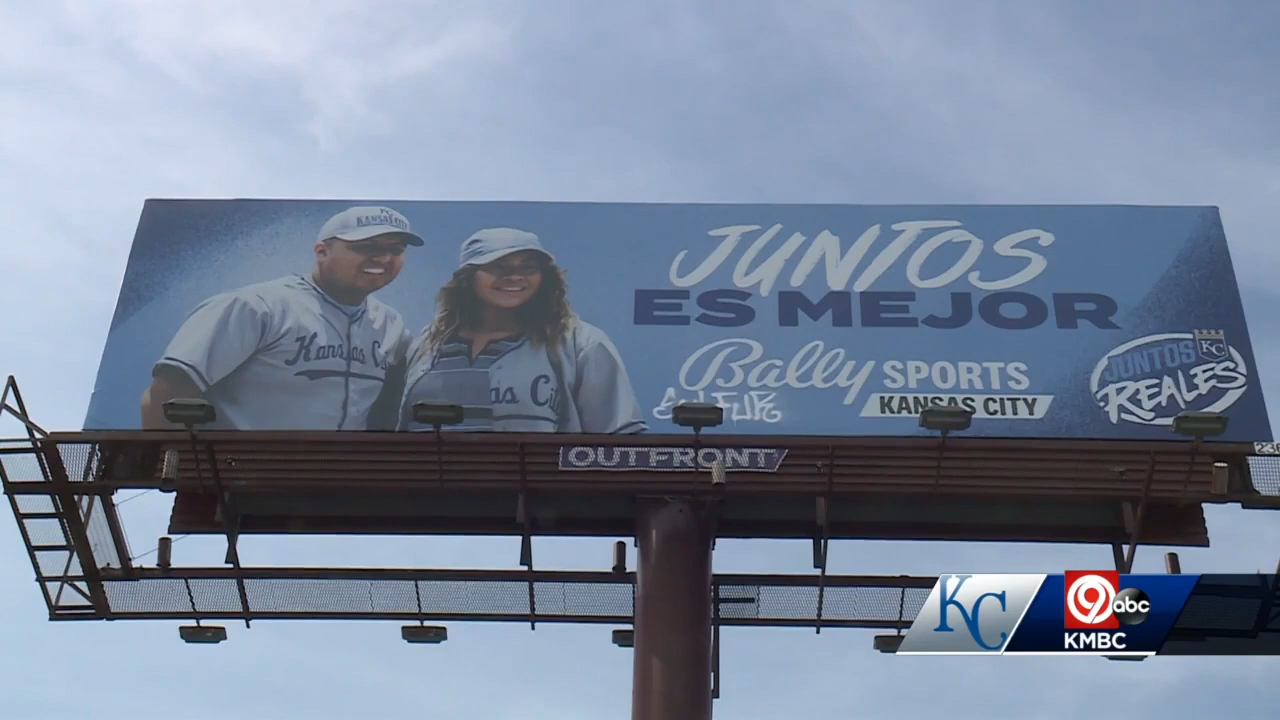 KANSAS CITY
Kansas City
Kansas City
JUNTOS
ES MEJOR
Bally SPORTS
KANSAS CITY
JUNTOS
KC
REALES
OUTFRONT
KC
9
abc
KMBC